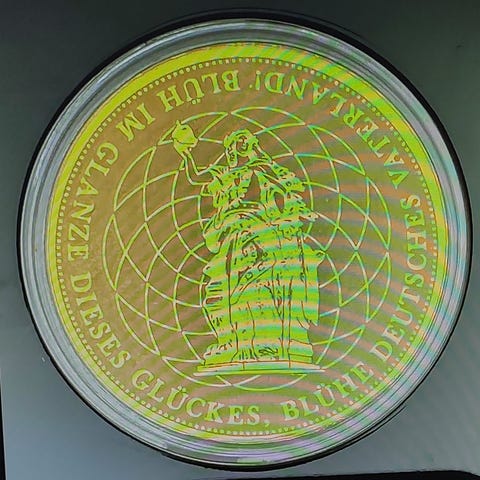 BLÜH IM GLANZE DIESES GLÜCKES, BLÜHE DEUTSCHES VATERLAND!